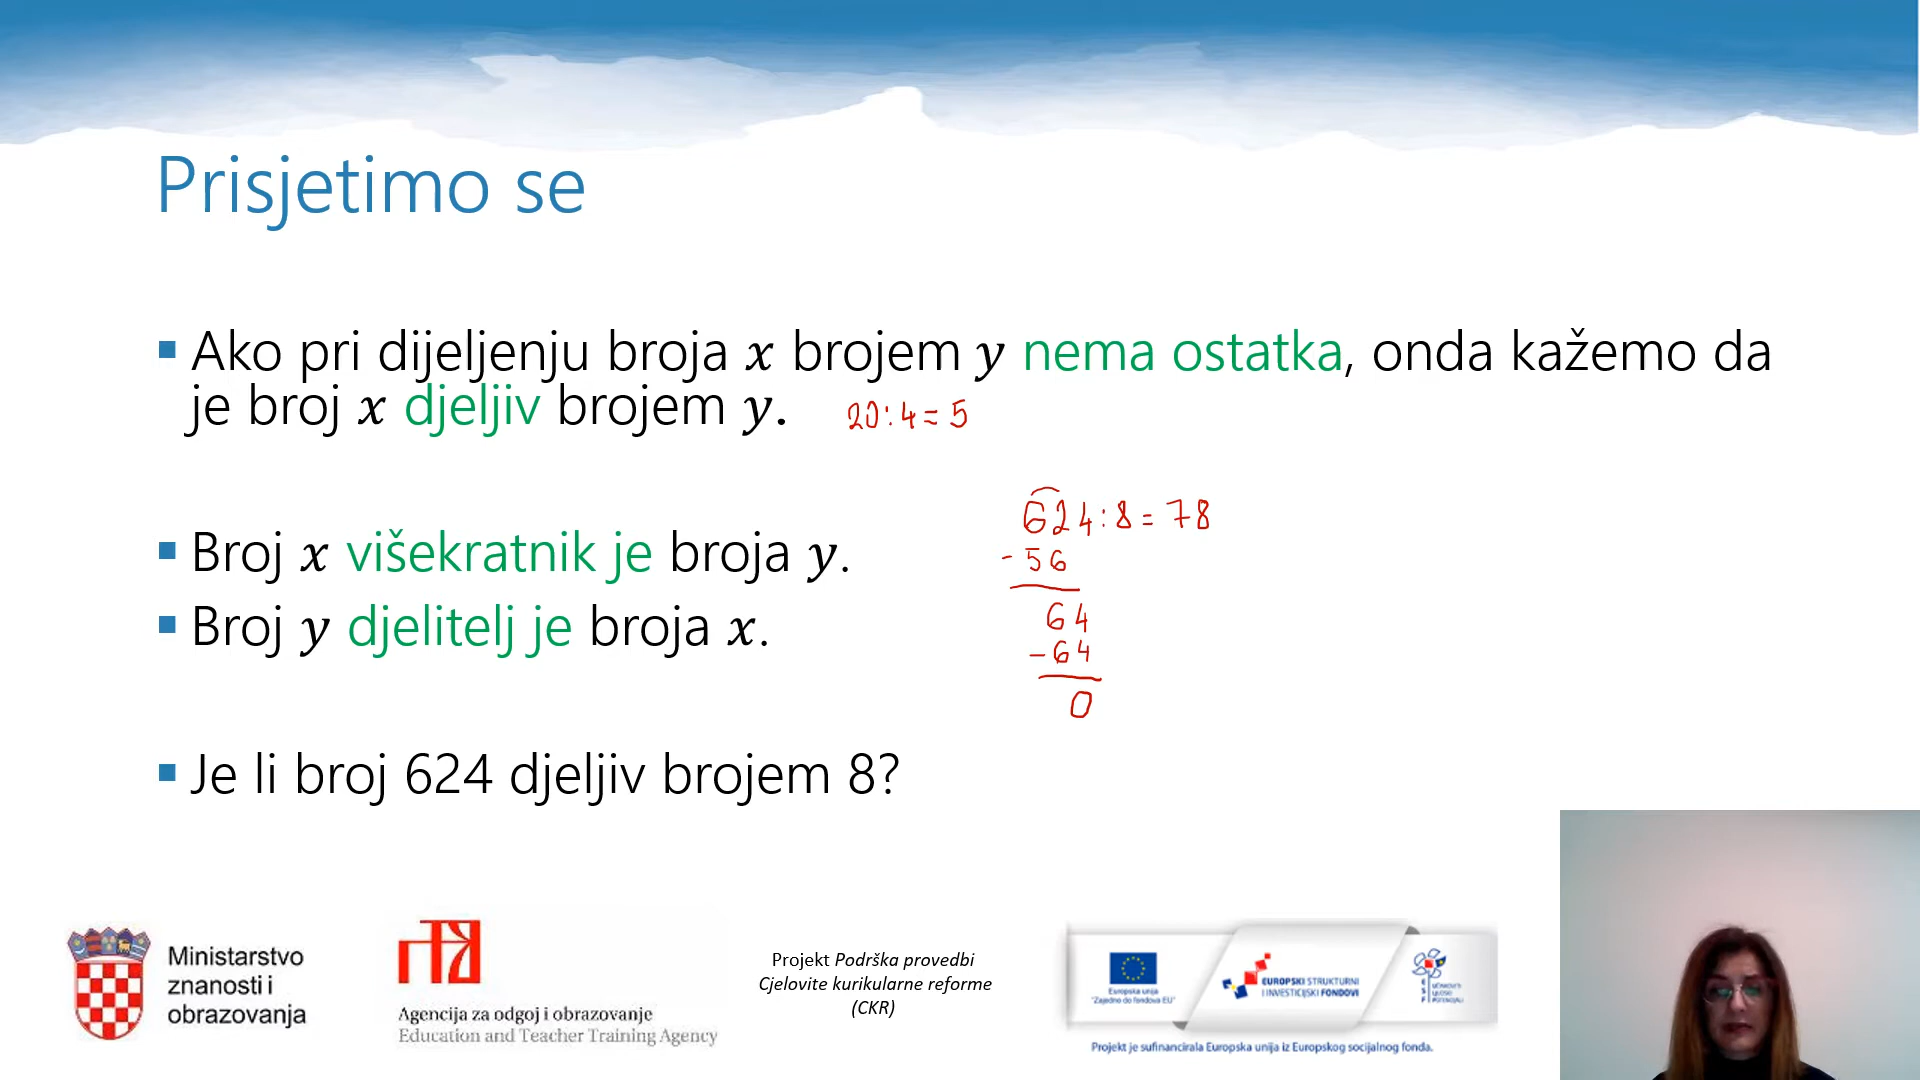 Prisjetimo se
Ako pri dijeljenju broja x brojem y nema ostatka, onda kažemo da
je broj x djeljiv brojem y.
20:4=5
Broj x višekratnik je broja y.
Broj y djelitelj je broja x.
624:8=78
-56
64
-64
0
Je li broj 624 djeljiv brojem 8?
Ministarstvo
znanosti i
obrazovanja
Agencija za odgoj i obrazovanje
Education and Teacher Training Agency
Projekt Podrška provedbi
Cjelovite kurikularne reforme
(CKR)
Europska unija
"Zajedno do fondova EU"
EUROPSKI STRUKTURNI
I INVESTICIJSKI FONDOVI
Projekt je sufinancirala Europska unija iz Europskog socijalnog fonda.